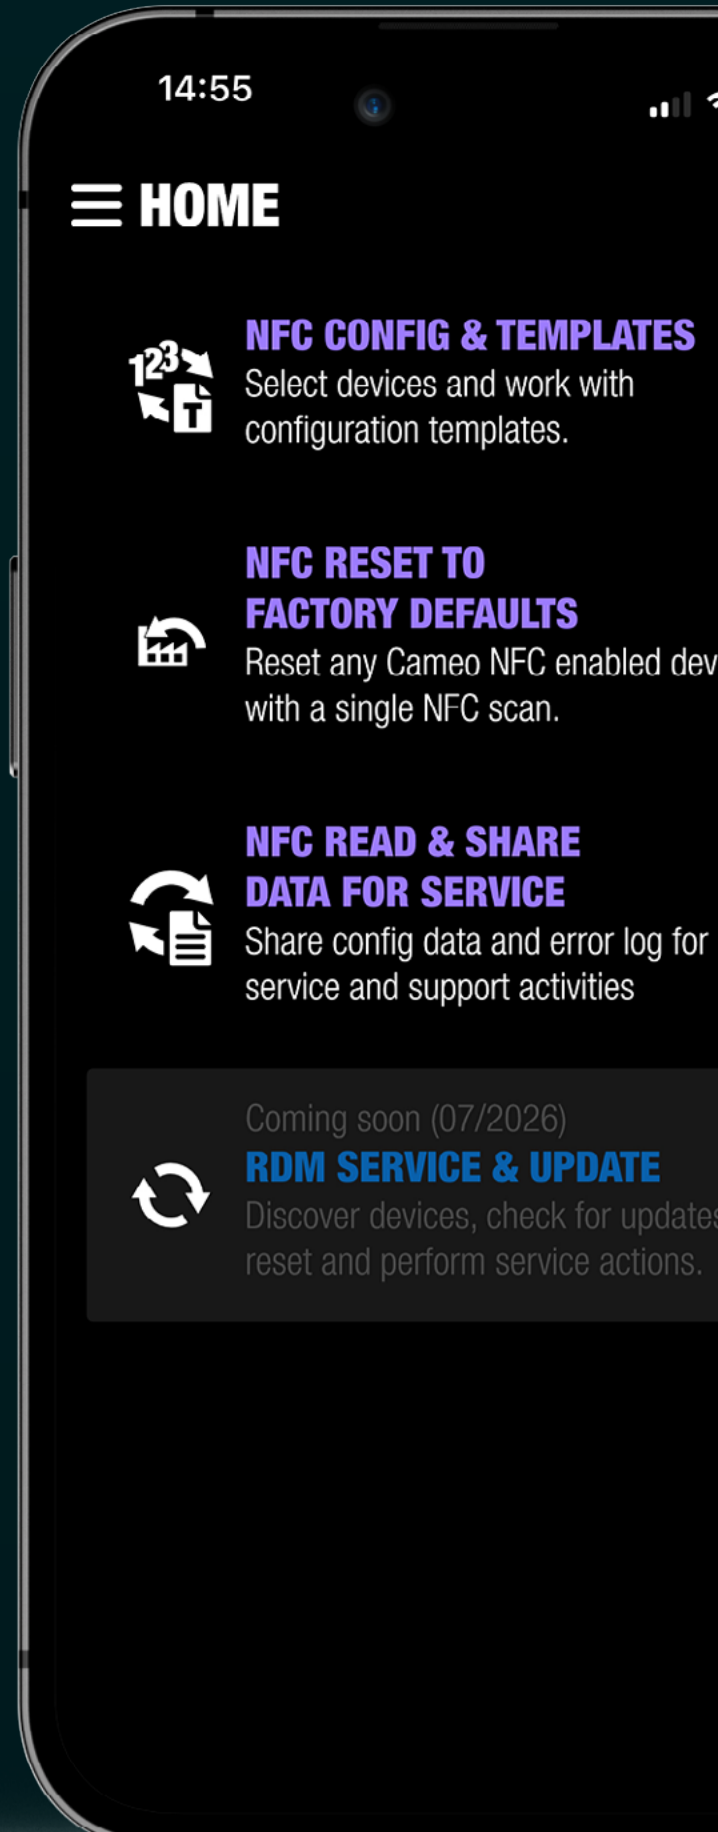 14:55
HOME
123
T
NFC CONFIG & TEMPLATES
Select devices and work with
configuration templates.
NFC RESET TO
FACTORY DEFAULTS
Reset any Cameo NFC enabled dev
with a single NFC scan.
NFC READ & SHARE
DATA FOR SERVICE
Share config data and error log for
service and support activities
Coming soon (07/2026)
RDM SERVICE & UPDATE
Discover devices, check for updates
reset and perform service actions.